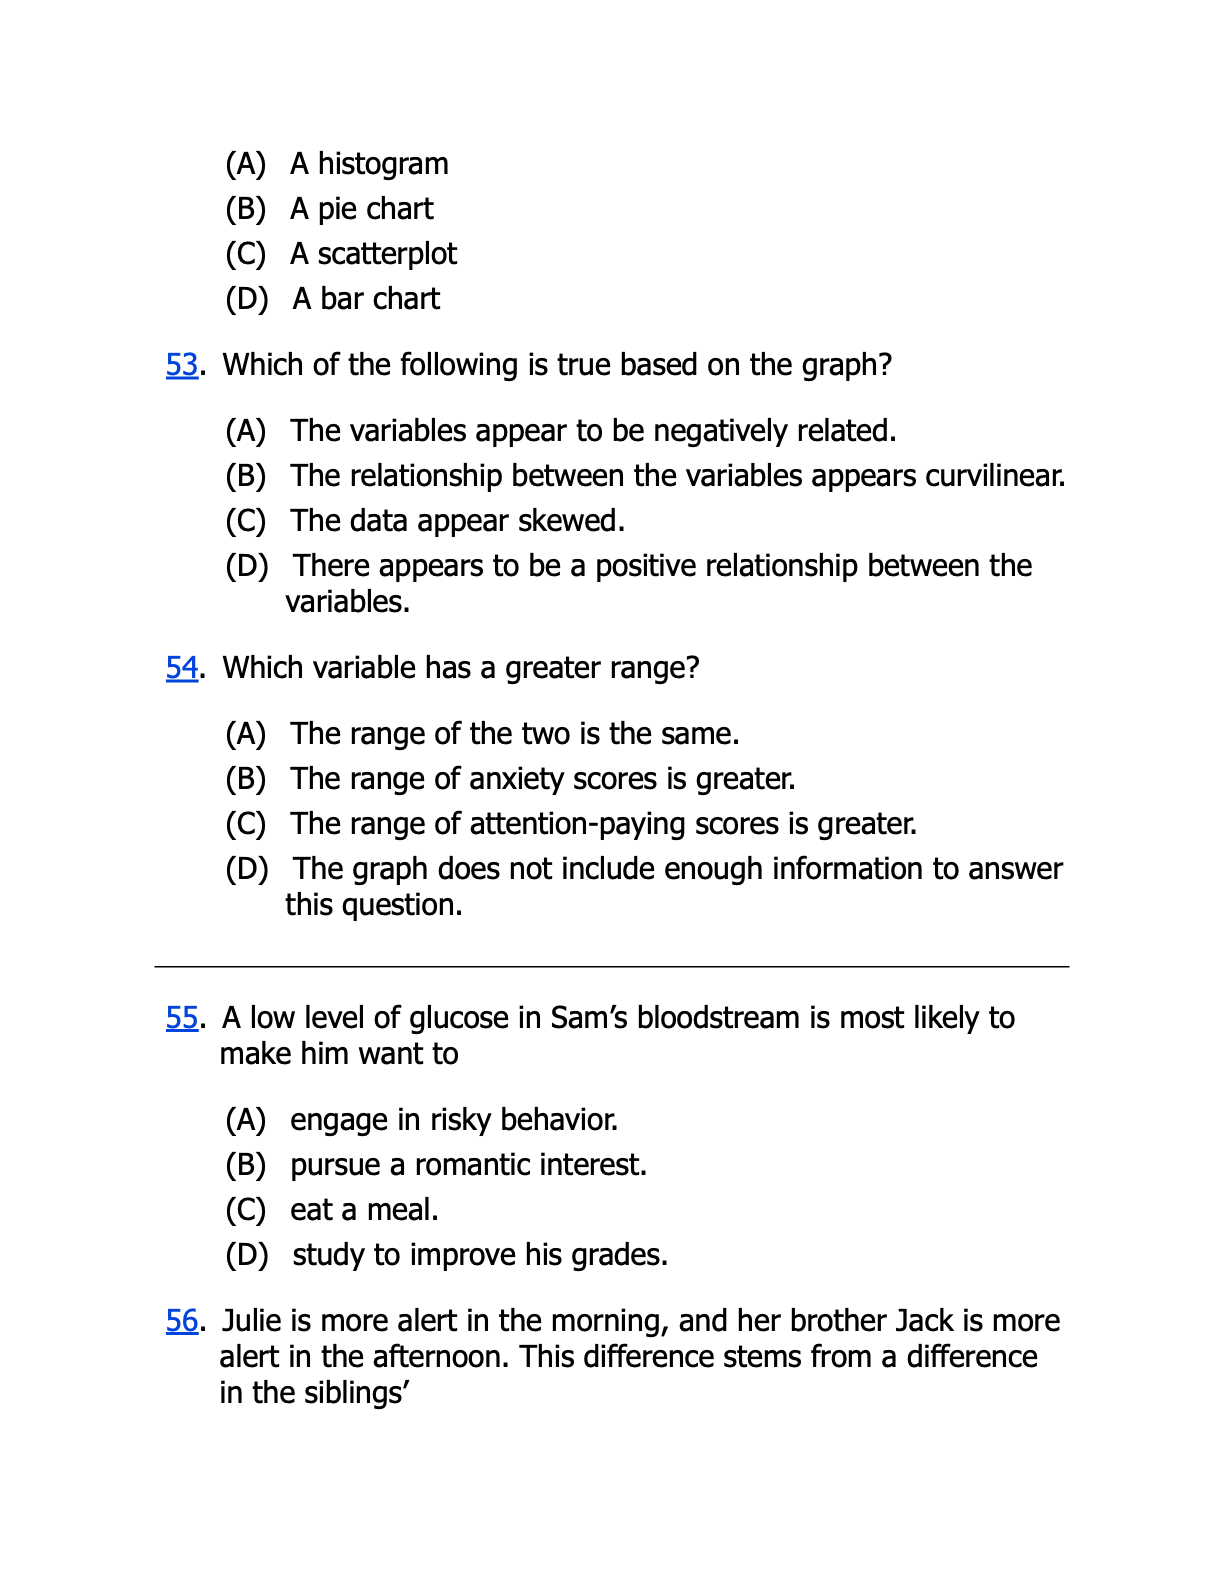 (A) A histogram
(B) A pie chart
(C) A scatterplot
(D) A bar chart
53. Which of the following is true based on the graph?
(A) The variables appear to be negatively related.
(B) The relationship between the variables appears curvilinear.
(C) The data appear skewed.
(D) There appears to be a positive relationship between the
variables.
54. Which variable has a greater range?
(A) The range of the two is the same.
(B) The range of anxiety scores is greater.
(C) The range of attention-paying scores is greater.
(D) The graph does not include enough information to answer
this question.
55. A low level of glucose in Sam’s bloodstream is most likely to
make him want to
(A) engage in risky behavior.
(B) pursue a romantic interest.
(C) eat a meal.
(D) study to improve his grades.
56. Julie is more alert in the morning, and her brother Jack is more
alert in the afternoon. This difference stems from a difference
in the siblings’